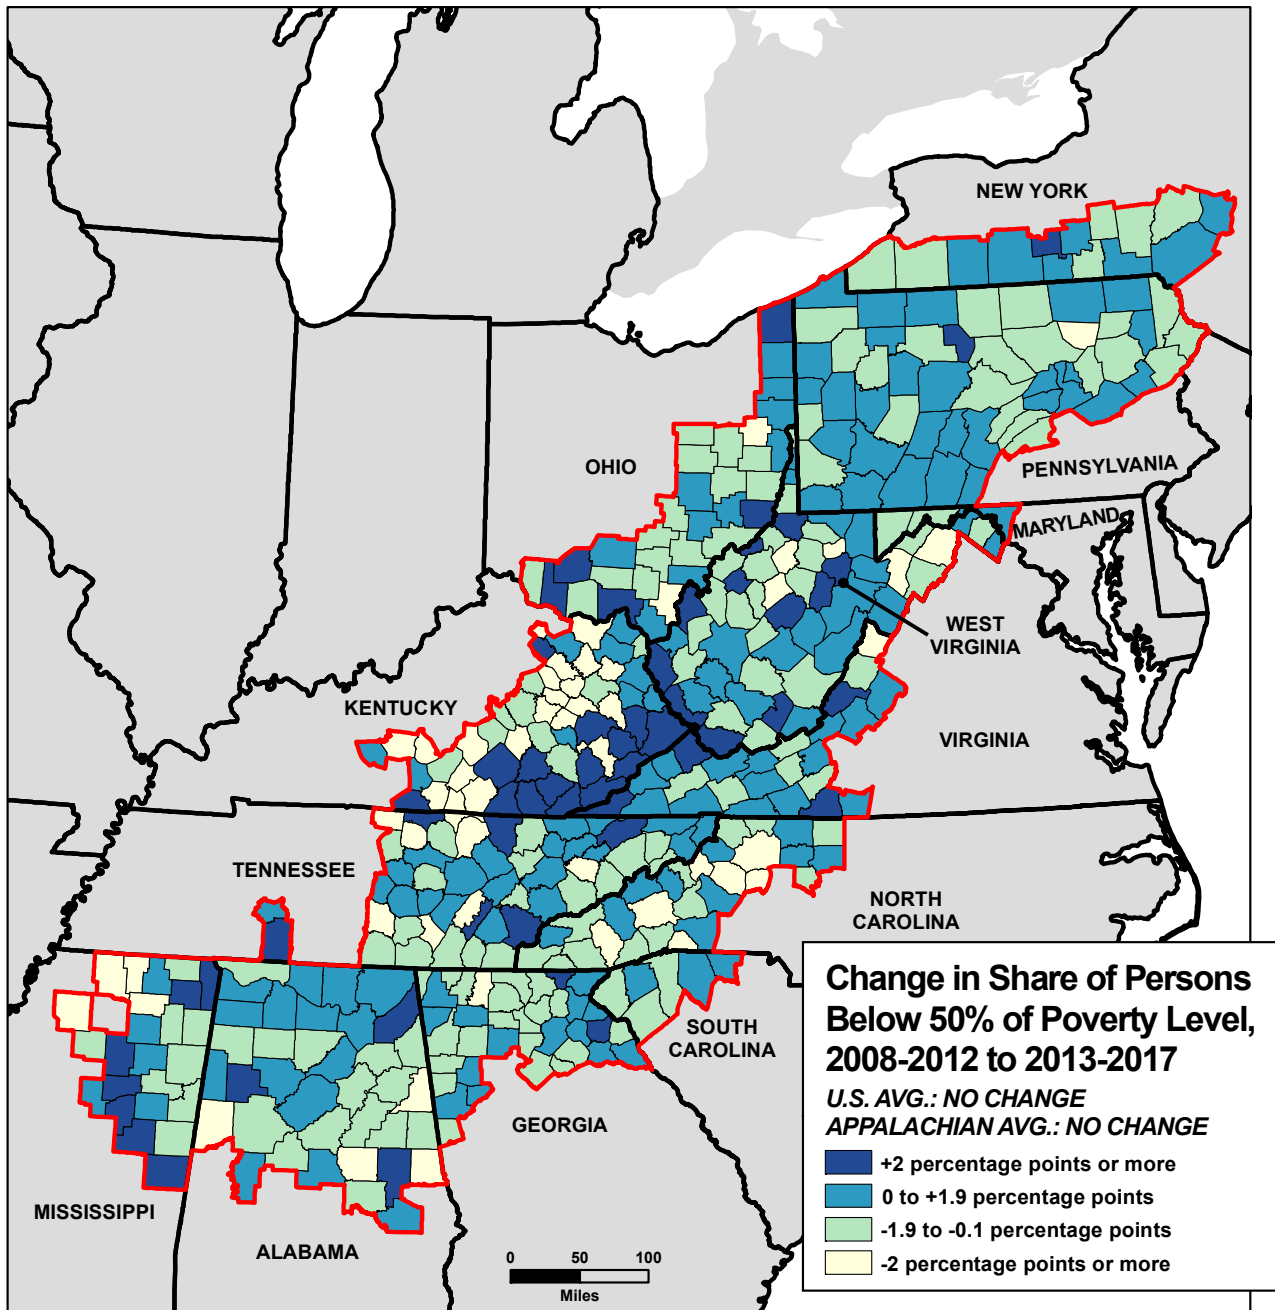 NEW YORK
OHIO
PENNSYLVANIA
MARYLAND
WEST
VIRGINIA
KENTUCKY
VIRGINIA
TENNESSEE
NORTH
CAROLINA
SOUTH
CAROLINA
GEORGIA
MISSISSIPPI
ALABAMA
Change in Share of Persons
Below 50% of Poverty Level,
2008-2012 to 2013-2017
U.S. AVG.: NO CHANGE
APPALACHIAN AVG.: NO CHANGE
+2 percentage points or more
0 to +1.9 percentage points
-1.9 to -0.1 percentage points
-2 percentage points or more
0 50 100
Miles